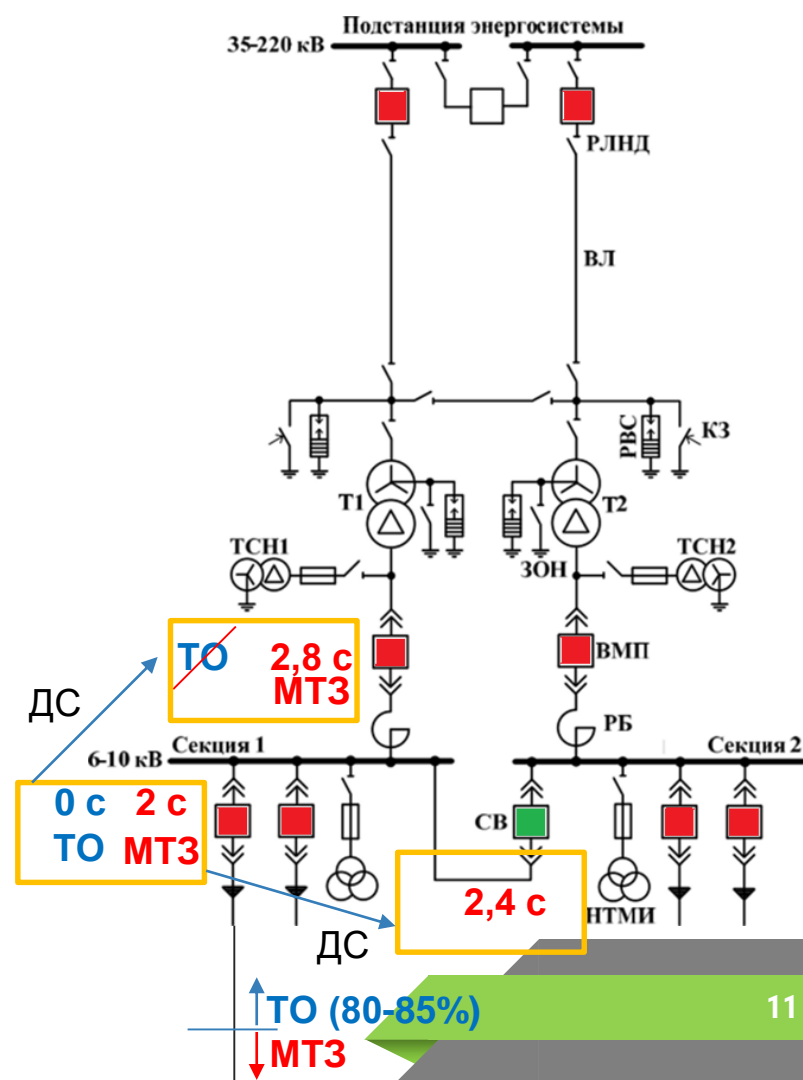 Подстанция энергосистемы
35-220 кВ
РЛНД
ВЛ
РВС
КЗ
Т1
Т2
ТСН1
ЗОН
ТСН2
ТО
2,8 с
МТЗ
ВМП
ДС
РБ
6-10 кВ
Секция 1
Секция 2
0 с 2 с
ТО МТЗ
СВ
2,4 с
НТМИ
ДС
ТО (80-85%)
11
МТЗ